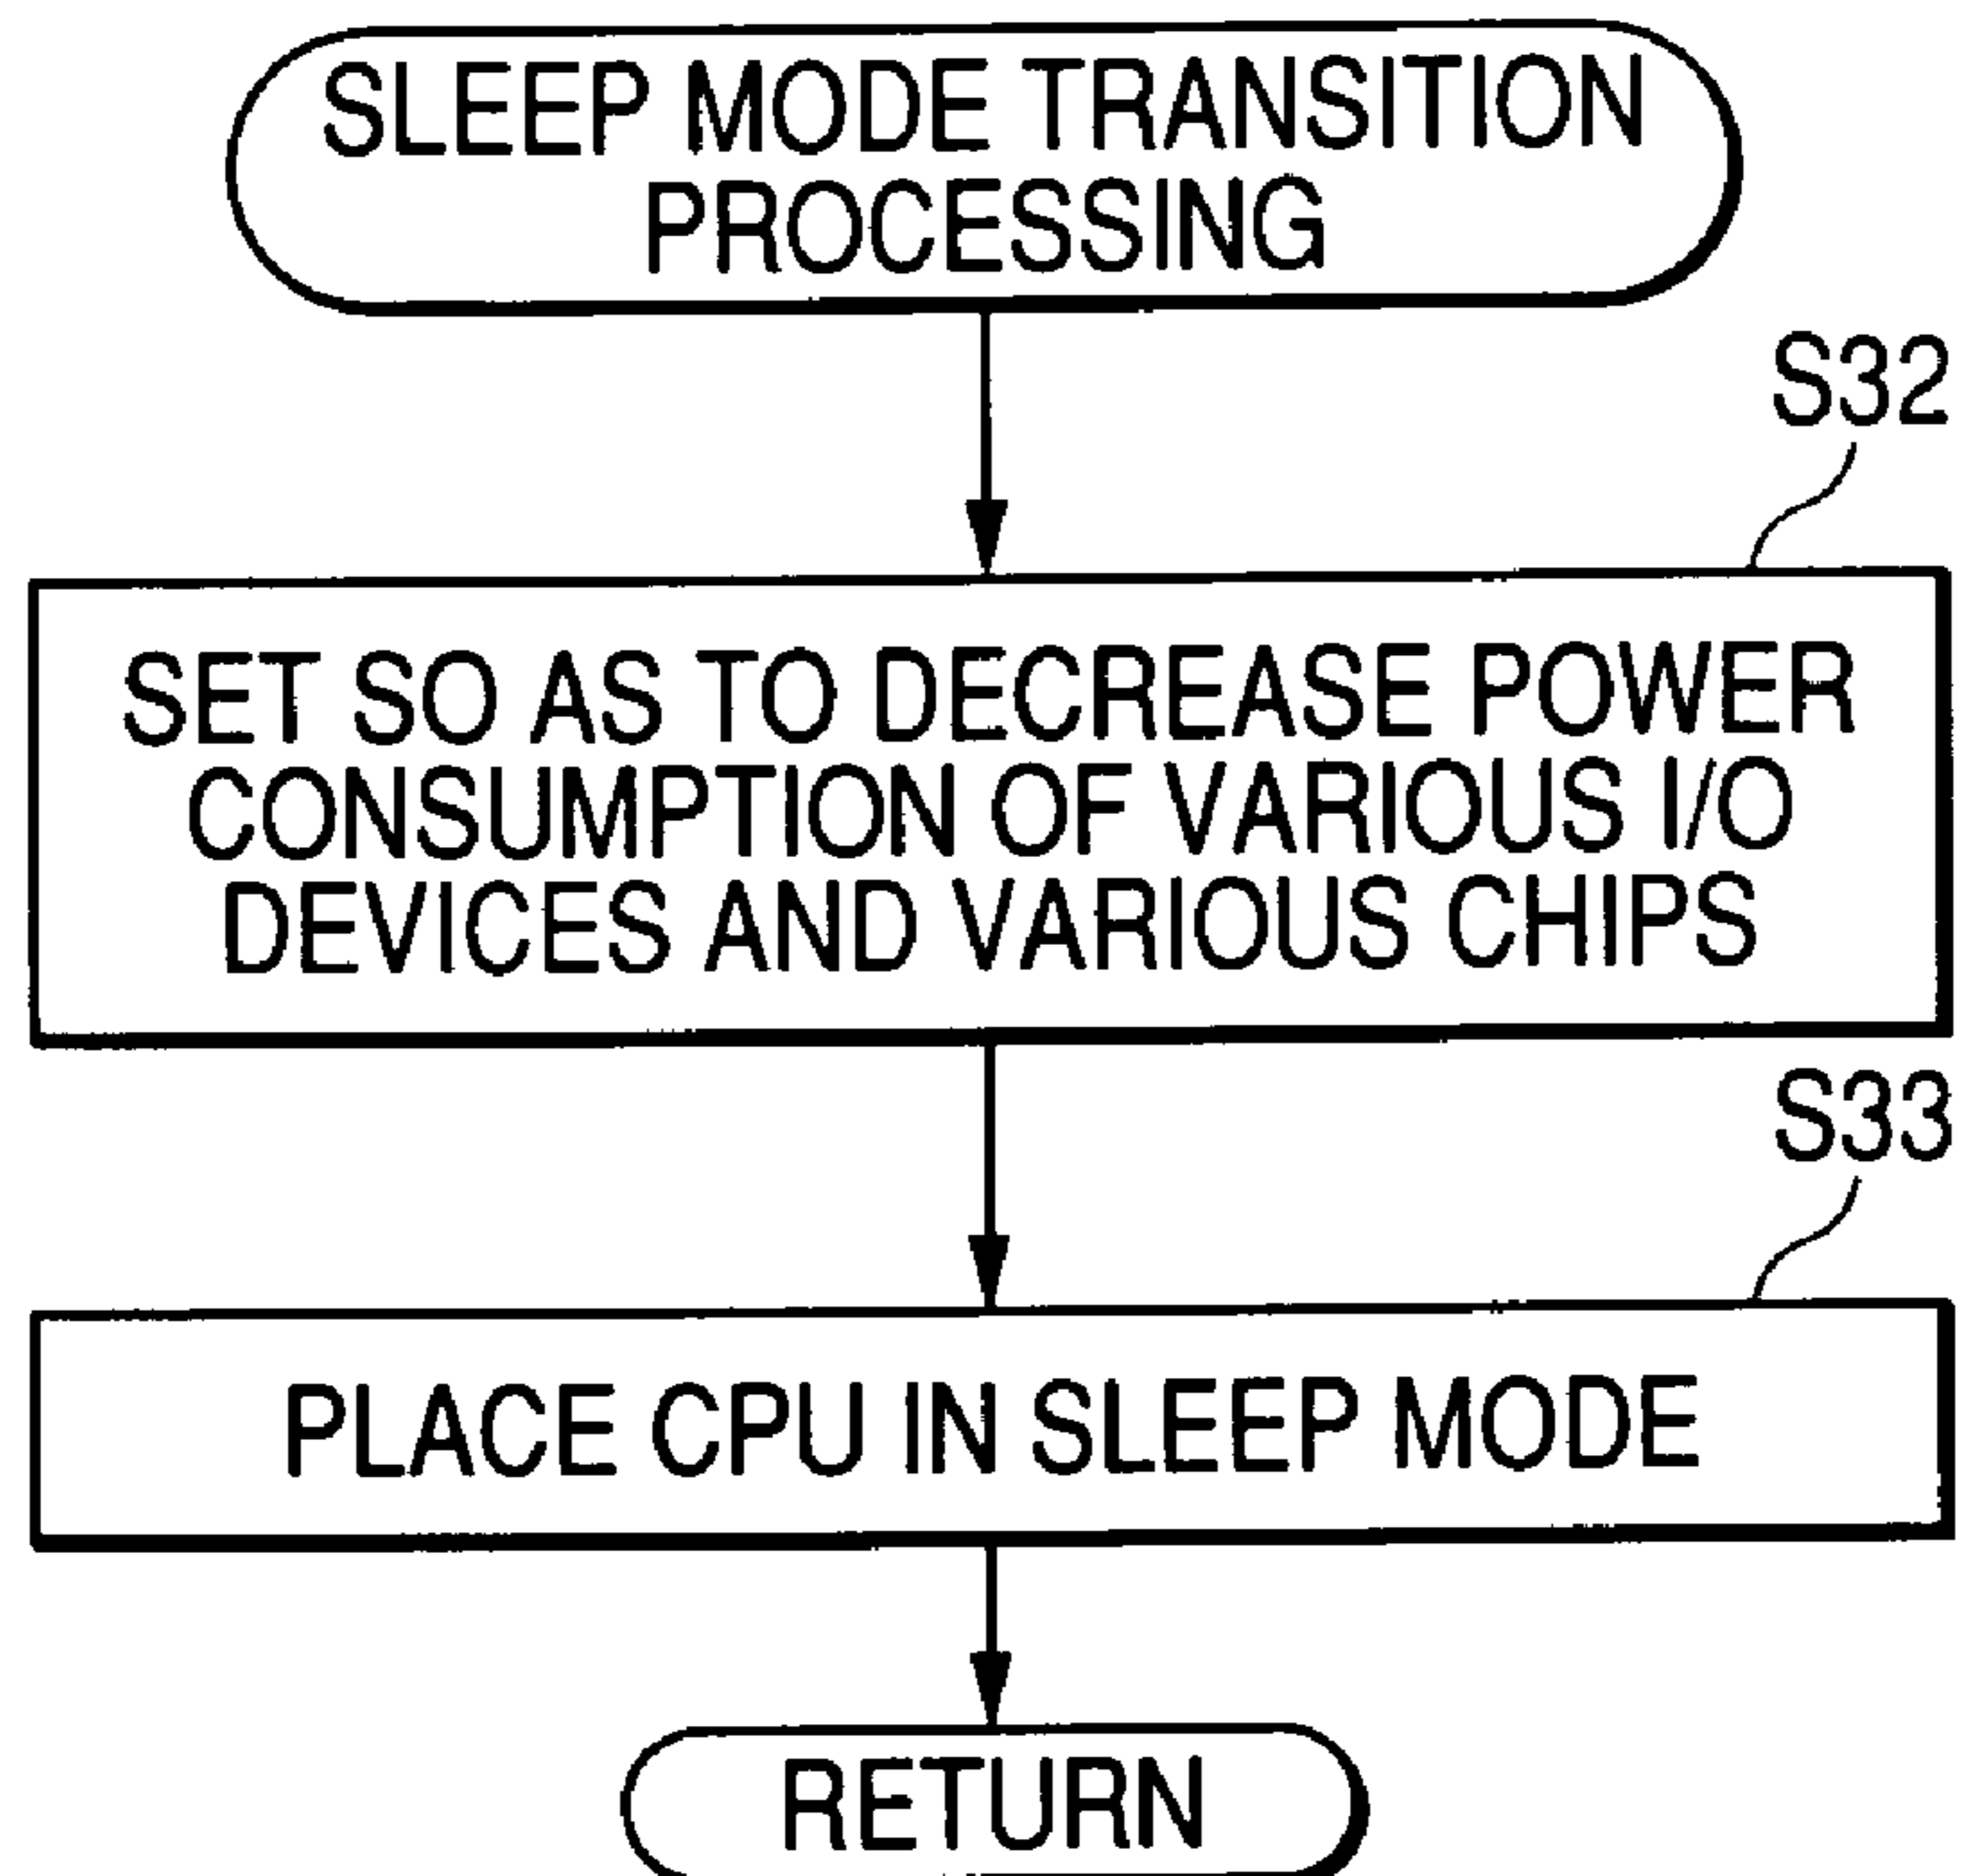 SLEEP MODE TRANSITION
PROCESSING
S32
SET SO AS TO DECREASE POWER
CONSUMPTION OF VARIOUS I/O
DEVICES AND VARIOUS CHIPS
S33
PLACE CPU IN SLEEP MODE
RETURN